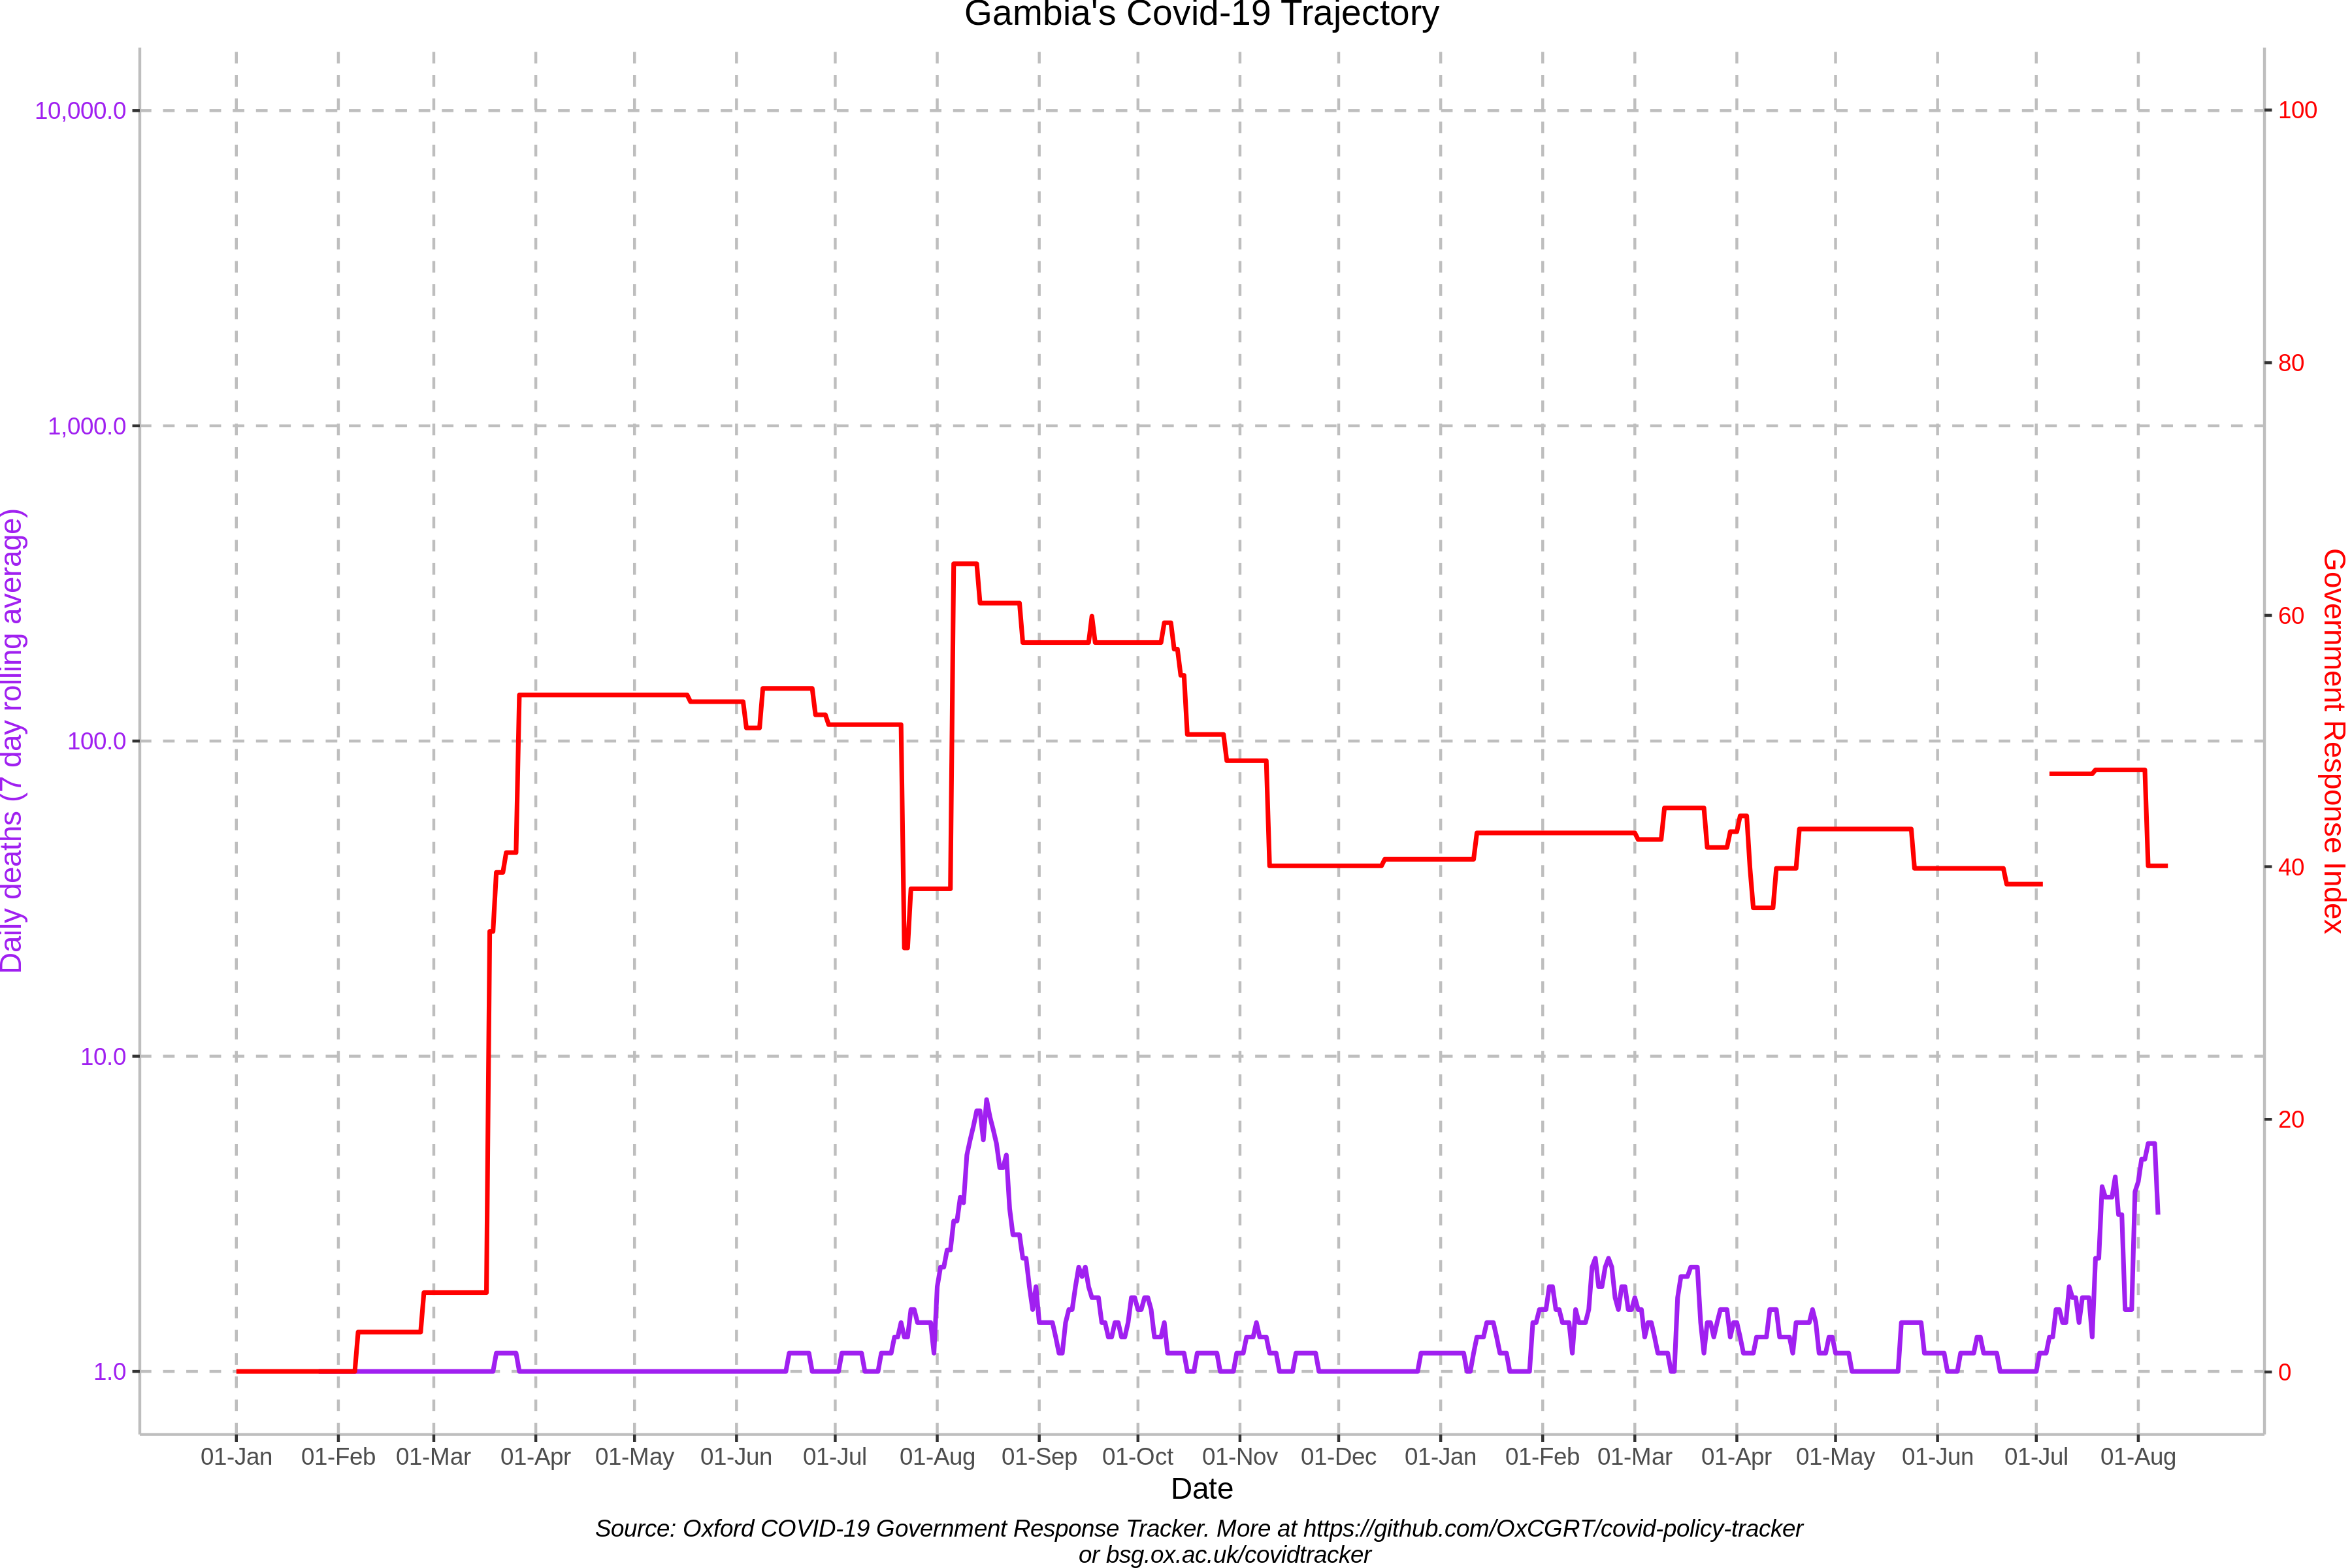 Gambia's Covid-19 Trajectory
10,000.0
1,000.0
100.0
10.0
1.0
Daily deaths (7 day rolling average)
100
80
60
40
20
0
Government Response Index
01-Jan 01-Feb 01-Mar 01-Apr 01-May 01-Jun 01-Jul 01-Aug 01-Sep 01-Oct 01-Nov 01-Dec 01-Jan 01-Feb 01-Mar 01-Apr 01-May 01-Jun 01-Jul 01-Aug
Date
Source: Oxford COVID-19 Government Response Tracker. More at https://github.com/OxCGRT/covid-policy-tracker
or bsg.ox.ac.uk/covidtracker